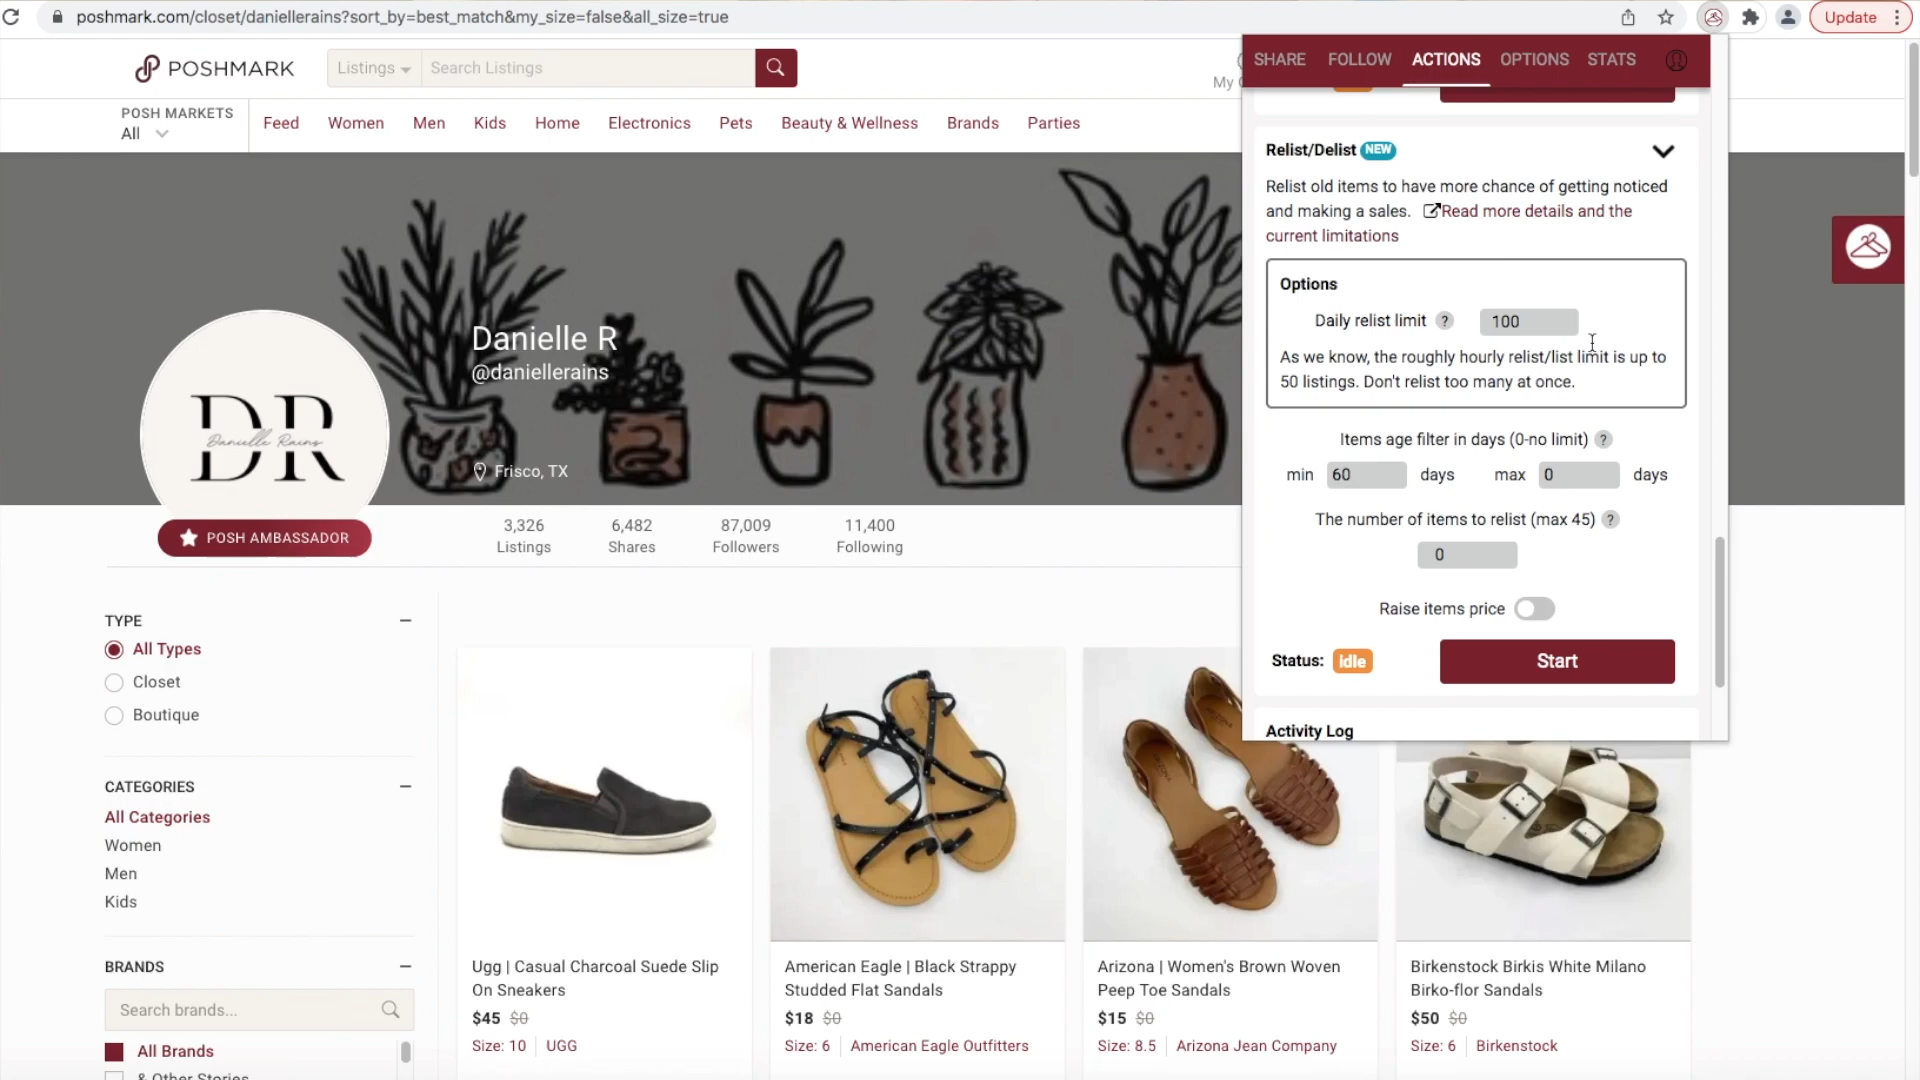 poshmark.com/closet/daniellerains?sort_by=best_match&my_size=false&all_size=true
Update
POSHMARK
Listings
Search Listings
My
SHARE
FOLLOW
ACTIONS
OPTIONS
STATS
POSH MARKETS
All
Feed
Women
Men
Kids
Home
Electronics
Pets
Beauty & Wellness
Brands
Parties
Relist/Delist NEW
Relist old items to have more chance of getting noticed
and making a sales. Read more details and the
current limitations
Options
Daily relist limit ? 100
As we know, the roughly hourly relist/list limit is up to
50 listings. Don't relist too many at once.
Items age filter in days (0-no limit) ?
min 60 days max 0 days
The number of items to relist (max 45) ?
0
Raise items price
Status: idle
Start
Activity Log
Danielle R
@daniellerains
Frisco, TX
DR
Danielle Rains
POSH AMBASSADOR
3,326
Listings
6,482
Shares
87,009
Followers
11,400
Following
TYPE
All Types
Closet
Boutique
CATEGORIES
All Categories
Women
Men
Kids
BRANDS
Search brands...
All Brands
& Other Stories
Ugg | Casual Charcoal Suede Slip
On Sneakers
$45 $0
Size: 10 UGG
American Eagle | Black Strappy
Studded Flat Sandals
$18 $0
Size: 6 American Eagle Outfitters
Arizona | Women's Brown Woven
Peep Toe Sandals
$15 $0
Size: 8.5 Arizona Jean Company
Birkenstock Birkis White Milano
Birko-flor Sandals
$50 $0
Size: 6 Birkenstock